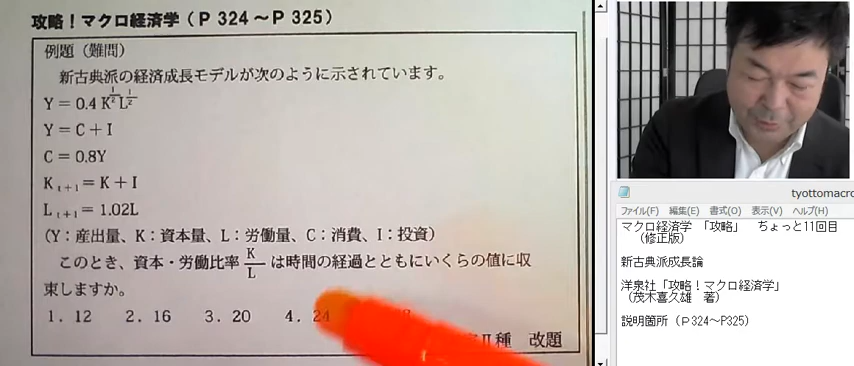 攻略！マクロ経済学（Ｐ 324～Ｐ 325）
例題（難問）
新古典派の経済成長モデルが次のように示されています。
Y＝0.4 K^{1/2}L^{1/2}
Y＝C＋I
C＝0.8Y
K t＋1＝K＋I
L t＋1＝1.02L
（Y：産出量、K：資本量、L：労働量、C：消費、I：投資）
このとき、資本・労働比率 K/L は時間の経過とともにいくらの値に収
束しますか。
1．12　2．16　3．20　4．24
Ⅱ種　改題
tyottomacro
ファイル(F)　編集(E)　書式(O)　表示(V)　ヘルプ(H)
マクロ経済学　「攻略」　ちょっと11回目
（修正版）
新古典派成長論
洋泉社「攻略！マクロ経済学」
（茂木喜久雄　著）
説明箇所（Ｐ324～P325）